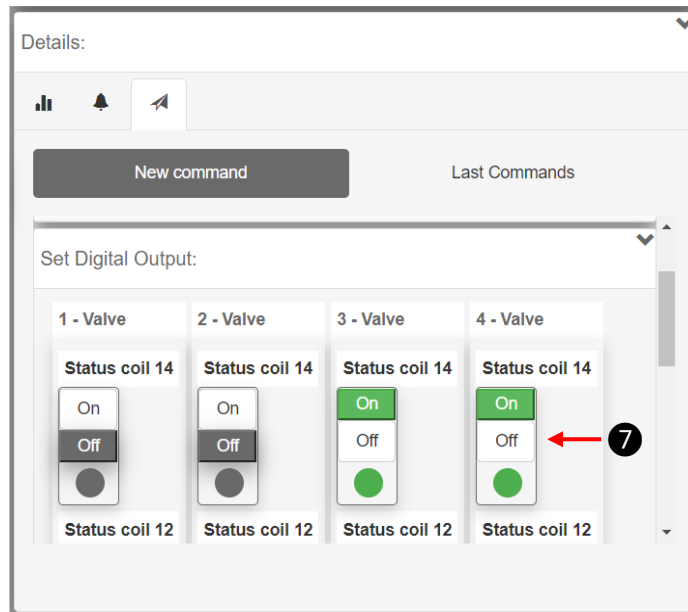 Details:
New command Last Commands
Set Digital Output:
1 - Valve 2 - Valve 3 - Valve 4 - Valve
Status coil 14 Status coil 14 Status coil 14 Status coil 14
On On On On
Off Off Off Off
7
Status coil 12 Status coil 12 Status coil 12 Status coil 12